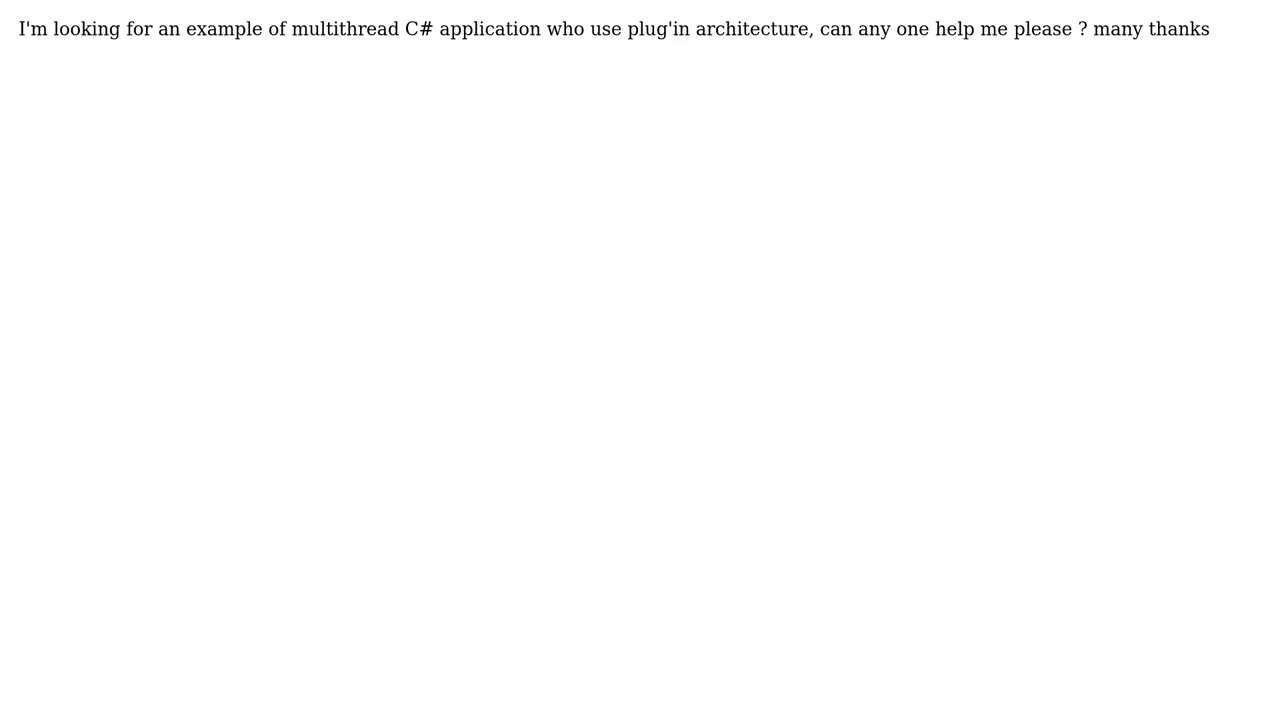 I'm looking for an example of multithread C# application who use plug'in architecture, can any one help me please ? many thanks